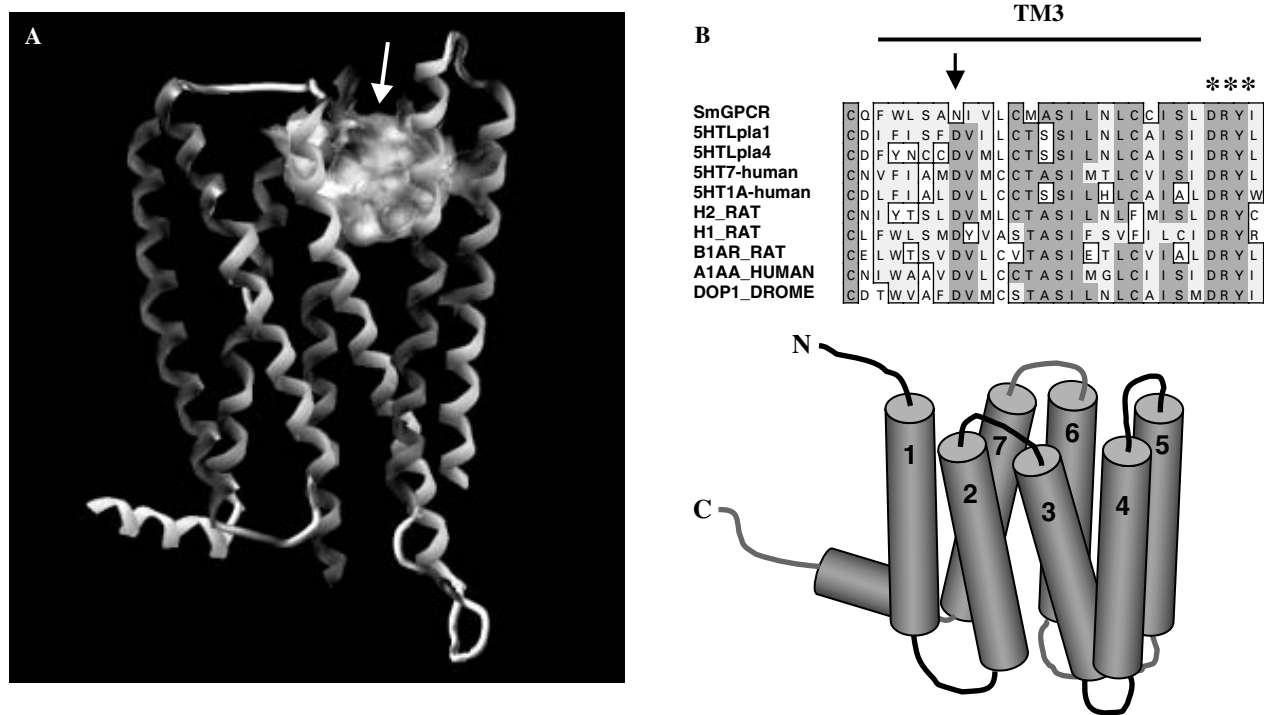 A
B
TM3
***
SmGPCR CQFWLSANIVLCMASILNLCCISLDRYI
5HTLpla1 CDIFISFDVILCTSSILNLCAISLDRYL
5HTLpla4 CDFYNCCDVMLCTSSILNLCAISIDRYL
5HT7-human CNVFIAMDVMCCTASIMTLCVISIDRYL
5HT1A-human CDLFIALDVLCCTSSILHLCAIALDRYW
H2_RAT CNIYTSLDVMLCTASILNLFMISLDRYC
H1_RAT CLFWLSMDYVASTASIFSVFILCIDRYR
B1AR_RAT CELWTSVDVLCVTASIETLCVIALDRYL
A1AA_HUMAN CNIWAAVDVLCCTASIMGLCIISIDRYI
DOP1_DROME CDTWVAFDVMCSTASILNLCAISMDRYI
N
C
1
2
7
3
6
4
5